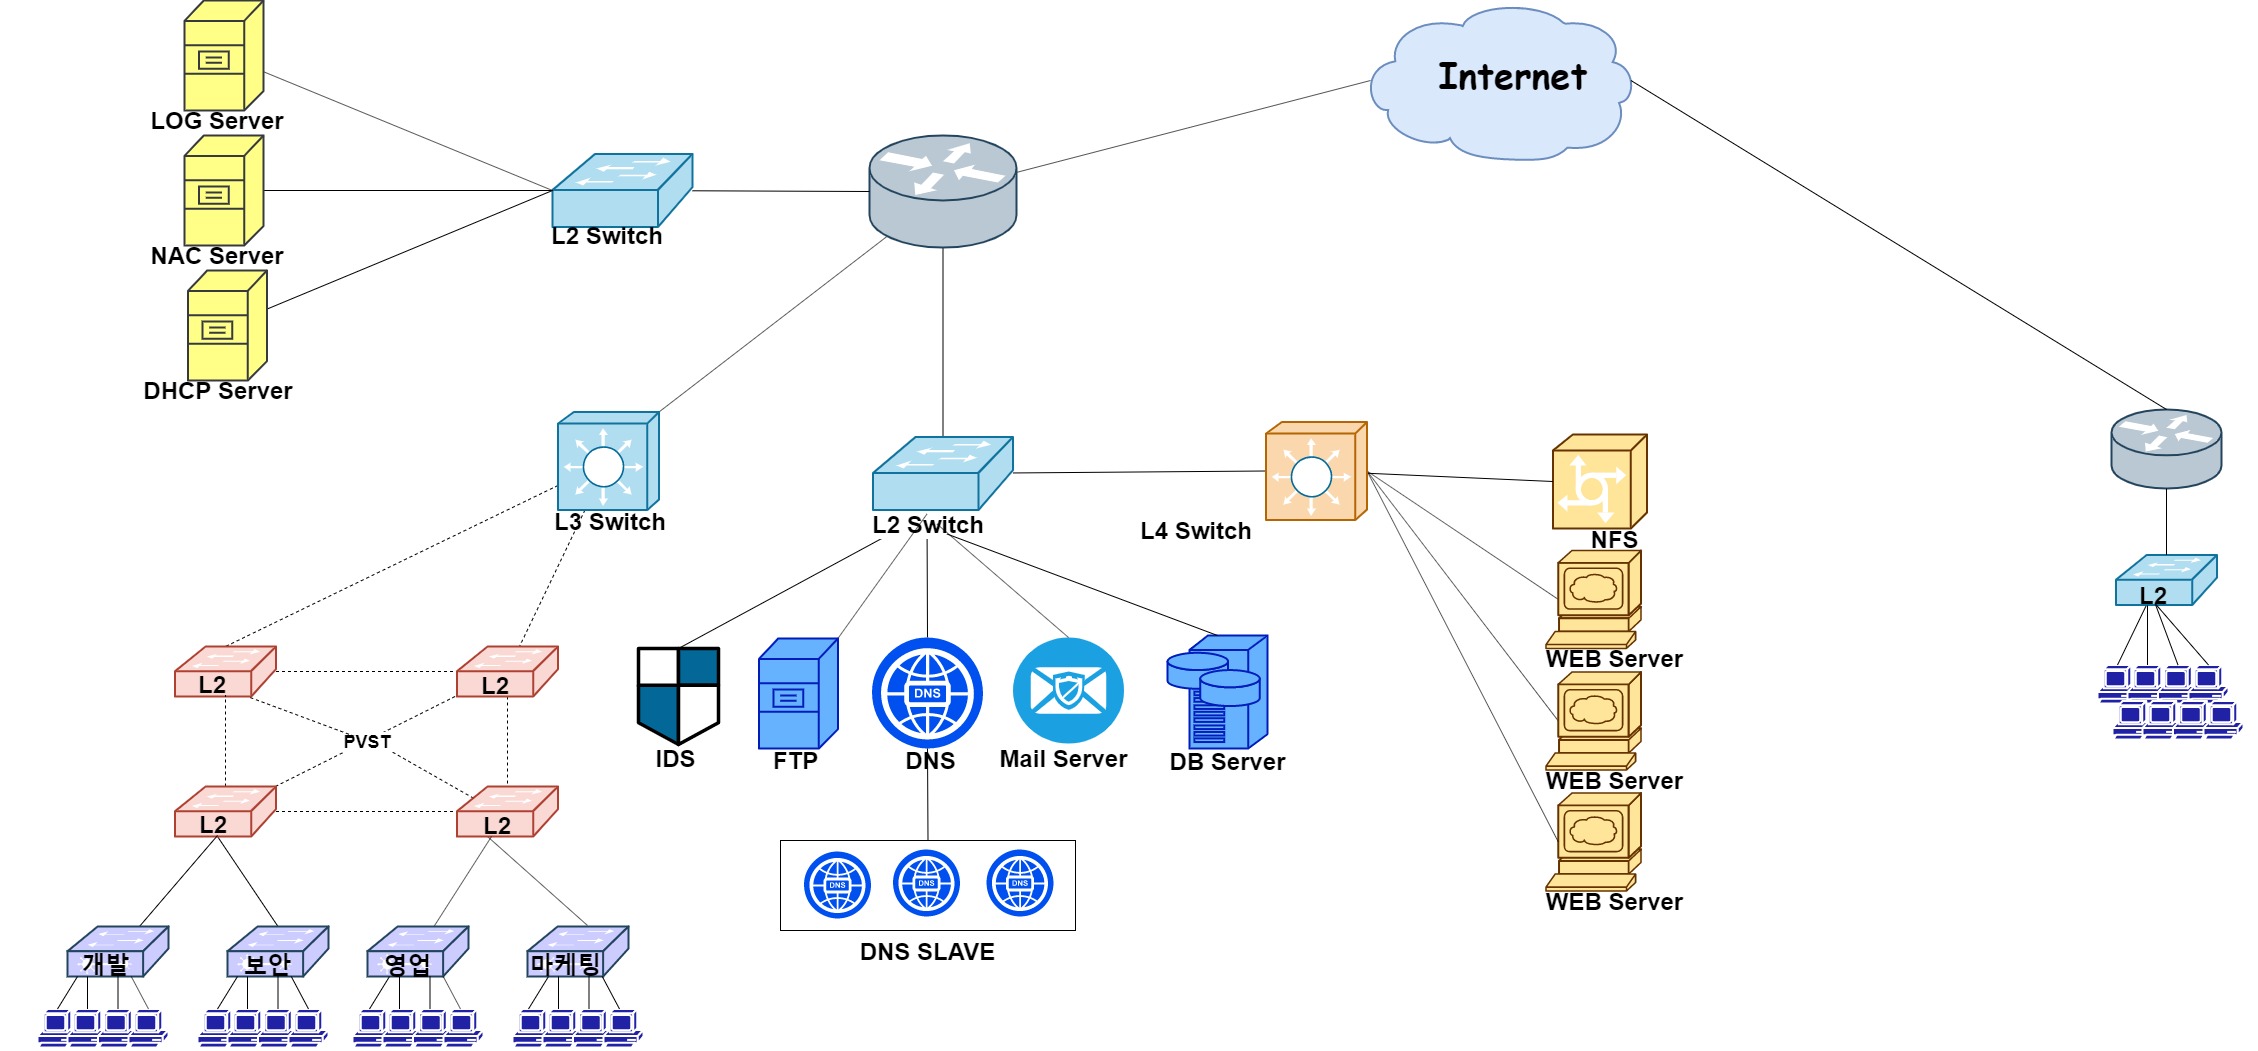 Internet
LOG Server
NAC Server
L2 Switch
DHCP Server
L3 Switch
L2 Switch
L4 Switch
NFS
L2
WEB Server
L2
L2
PVST
IDS
FTP
DNS
DNS
Mail Server
DB Server
WEB Server
L2
L2
DNS
DNS
DNS
WEB Server
DNS SLAVE
개발
보안
영업
마케팅